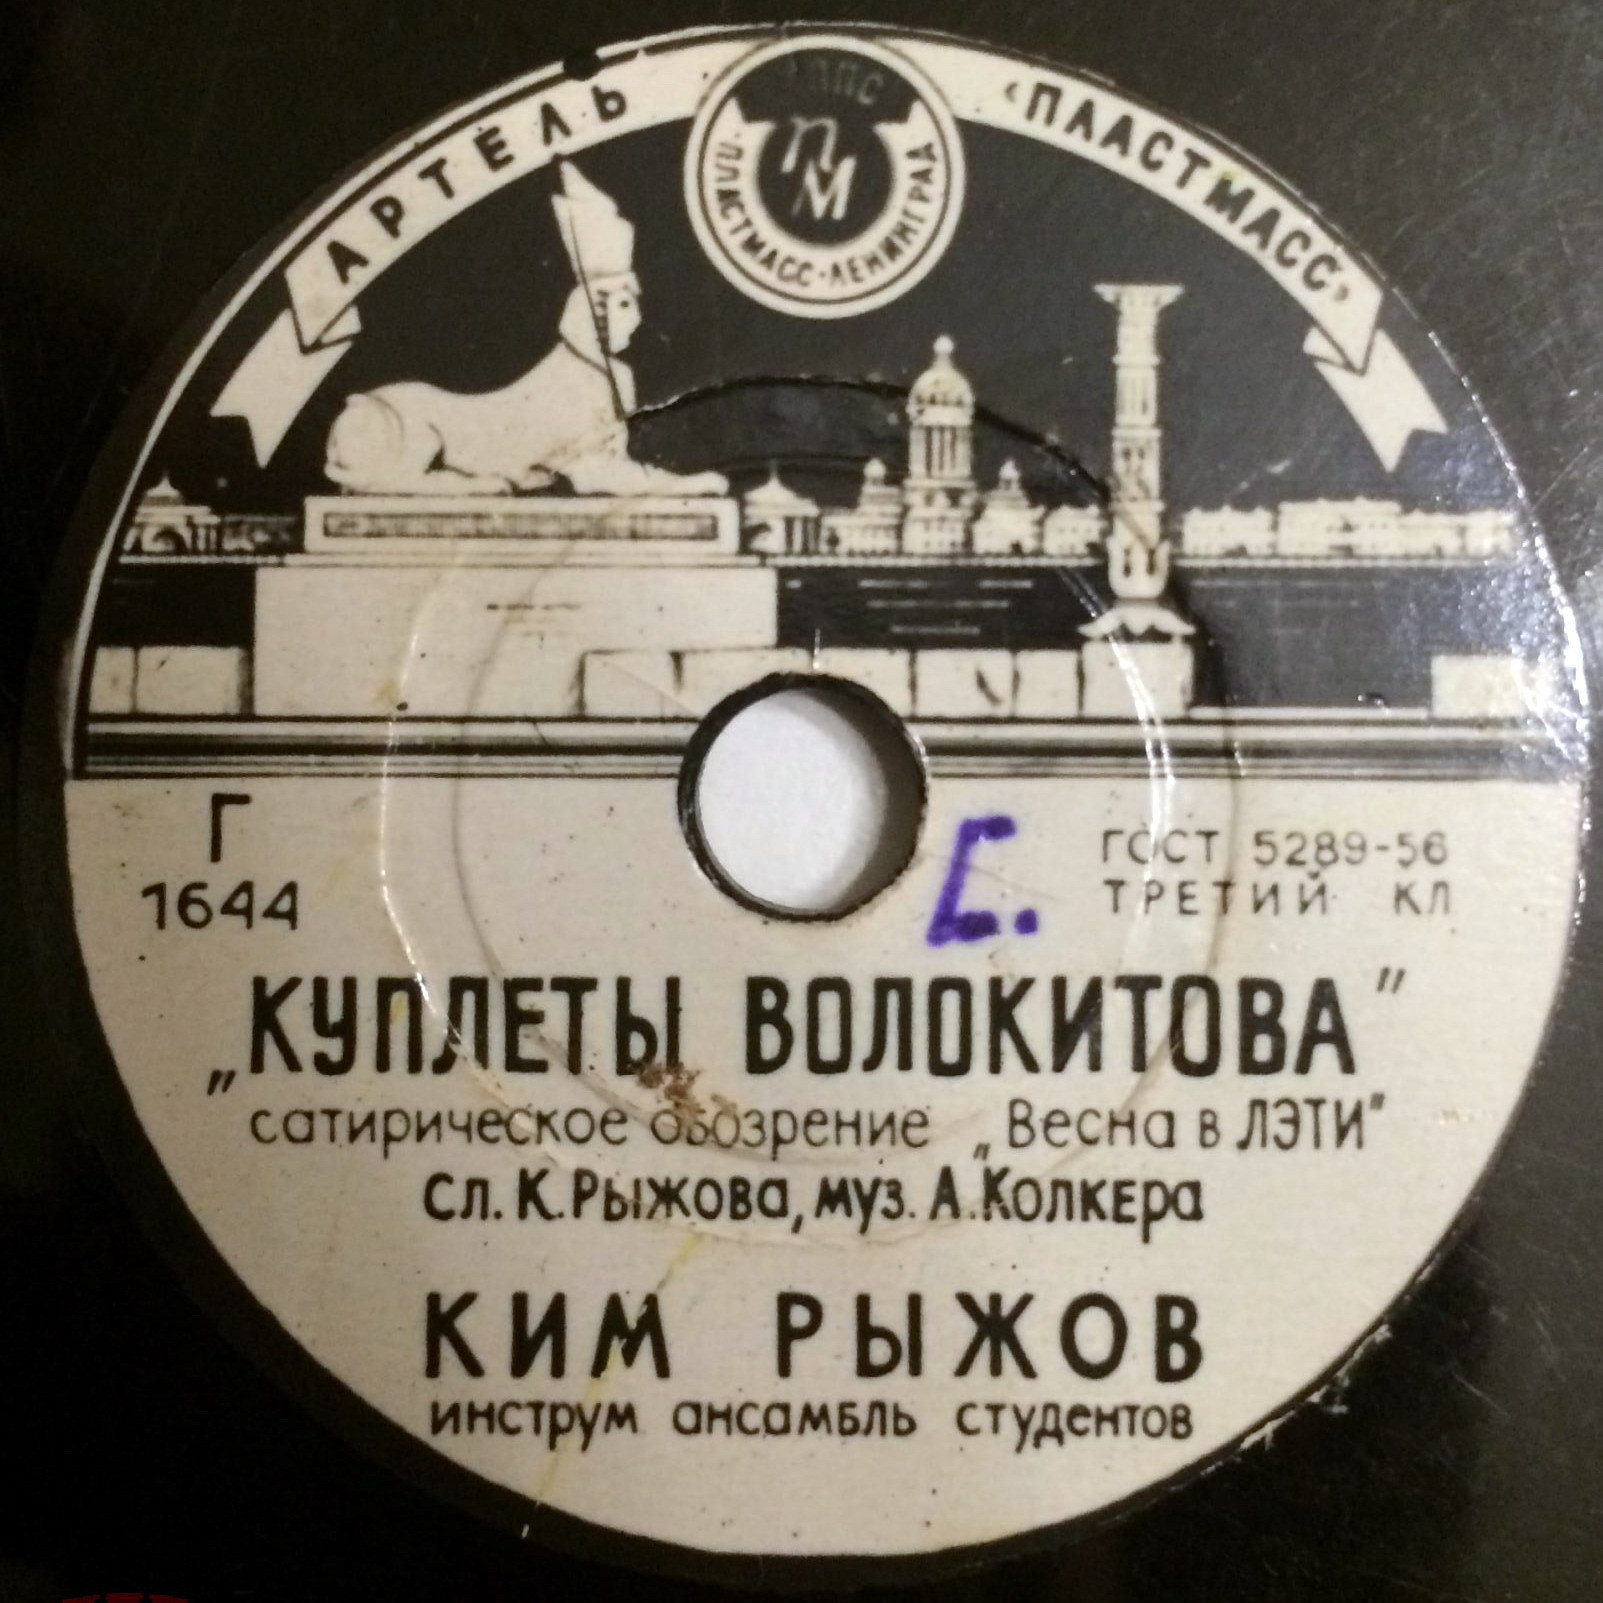 АРТЕЛЬ
«ПЛАСТМАСС»
ПМ
ПЛАСТМАСС·ЛЕНИНГРАД
Г
1644
С.
ГОСТ 5289-56
ТРЕТИЙ КЛ
„КУПЛЕТЫ ВОЛОКИТОВА"
сатирическое обозрение „Весна в ЛЭТИ"
сл. К.Рыжова, муз. А.Колкера
КИМ РЫЖОВ
инструм ансамбль студентов